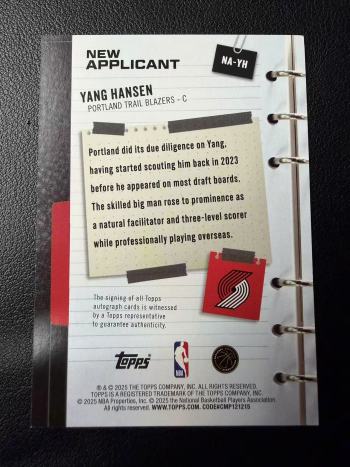 NEW
APPLICANT
NA-YH
YANG HANSEN
PORTLAND TRAIL BLAZERS - C
Portland did its due diligence on Yang,
having started scouting him back in 2023
before he appeared on most draft boards.
The skilled big man rose to prominence as
a natural facilitator and three-level scorer
while professionally playing overseas.
The signing of all Topps
autograph cards is witnessed
by a Topps representative
to guarantee authenticity.
topps
NBA
® & © 2025 THE TOPPS COMPANY, INC. ALL RIGHTS RESERVED.
TOPPS IS A REGISTERED TRADEMARK OF THE TOPPS COMPANY, INC.
© 2025 NBA Properties, Inc. © 2025 the National Basketball Players Association.
All rights reserved. WWW.TOPPS.COM. CODE#CMP121215